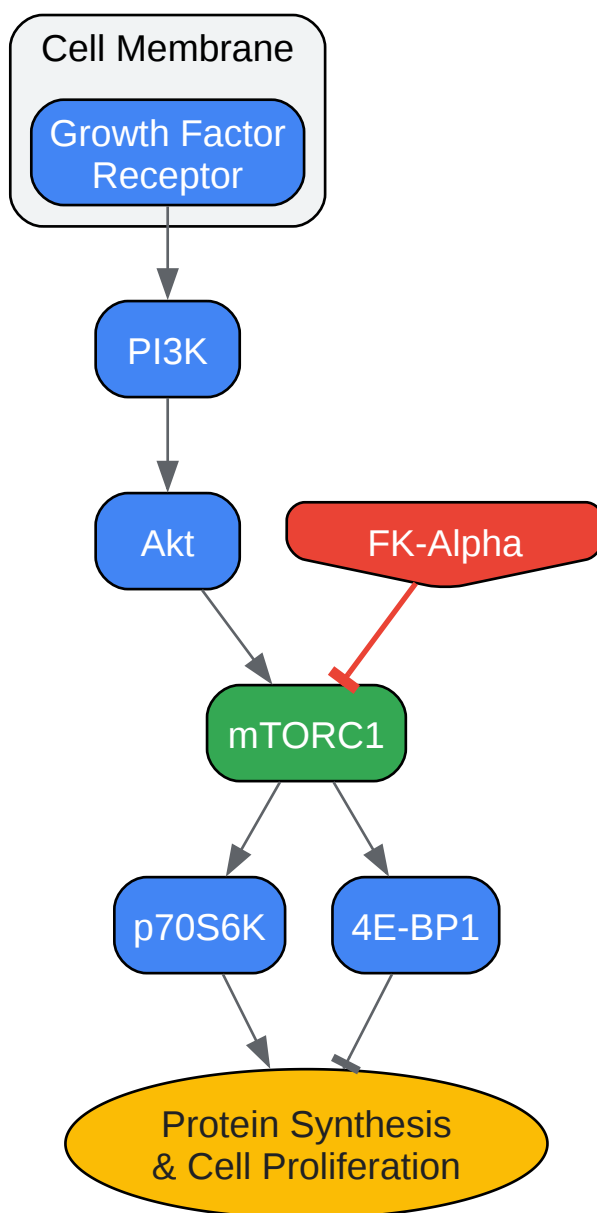 Cell Membrane
Growth Factor
Receptor
PI3K
Akt
FK-Alpha
mTORC1
p70S6K
4E-BP1
Protein Synthesis
& Cell Proliferation